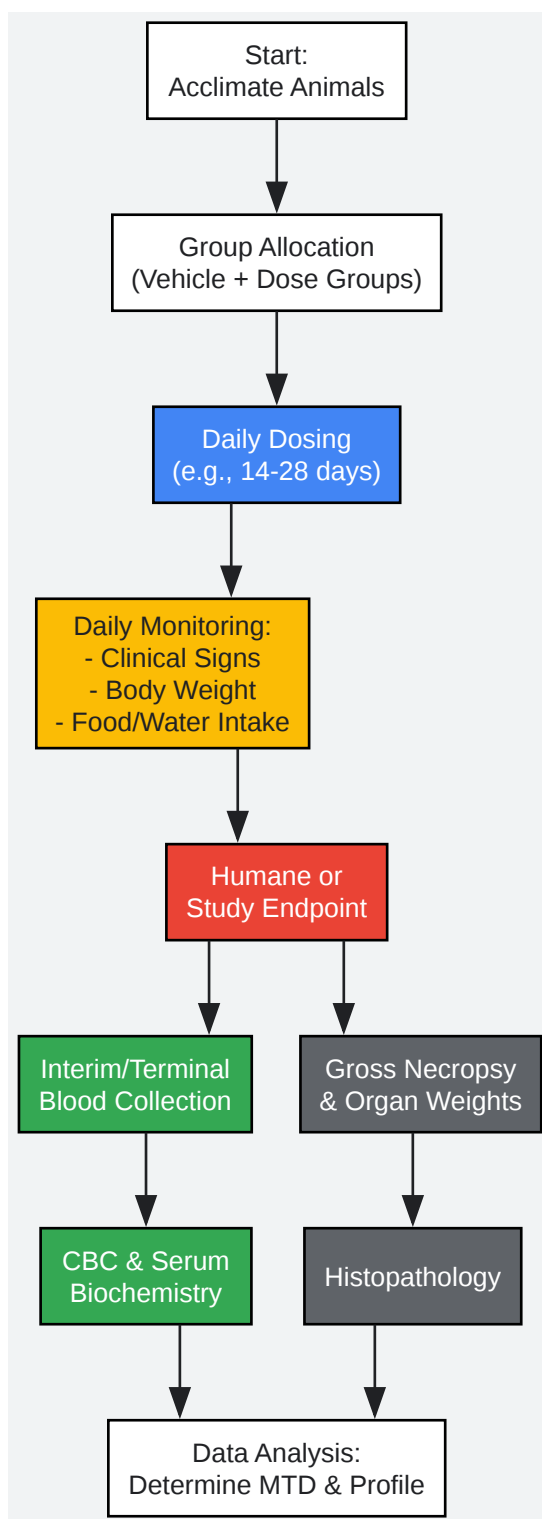 Start:
Acclimate Animals
Group Allocation
(Vehicle + Dose Groups)
Daily Dosing
(e.g., 14-28 days)
Daily Monitoring:
- Clinical Signs
- Body Weight
- Food/Water Intake
Humane or
Study Endpoint
Interim/Terminal
Blood Collection
Gross Necropsy
& Organ Weights
CBC & Serum
Biochemistry
Histopathology
Data Analysis:
Determine MTD & Profile